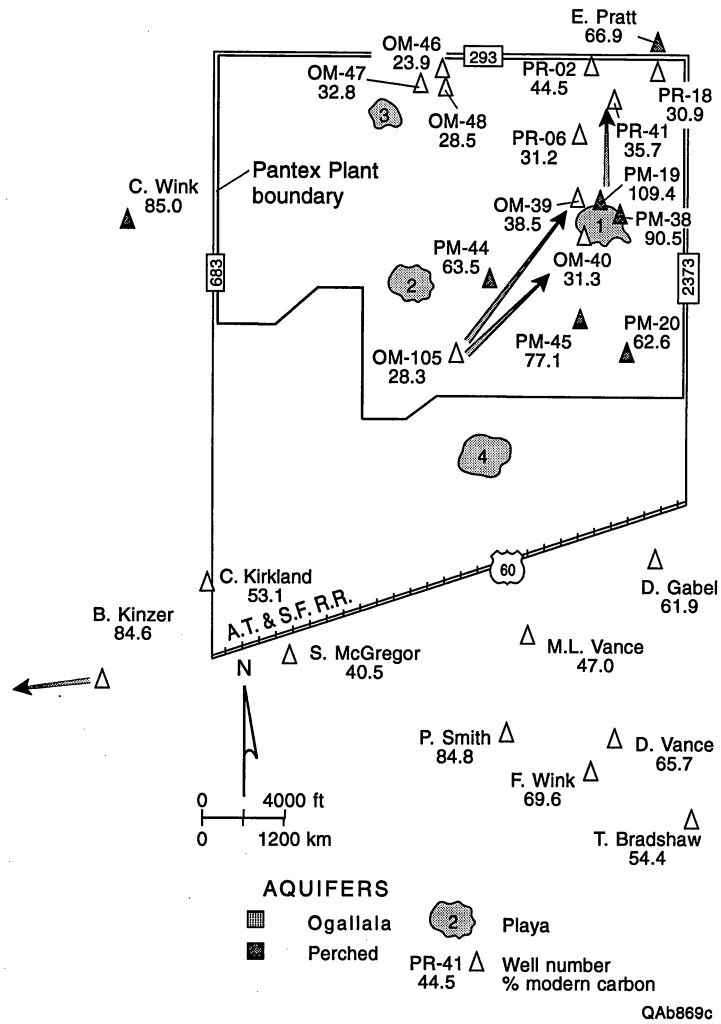 E. Pratt
66.9
OM-46
23.9
293
PR-02
44.5
OM-47
32.8
PR-18
30.9
3
OM-48
28.5
PR-41
35.7
PR-06
31.2
Pantex Plant
boundary
PM-19
109.4
C. Wink
85.0
OM-39
38.5
1
PM-38
90.5
PM-44
63.5
OM-40
31.3
683
2
2373
PM-45
77.1
PM-20
62.6
OM-105
28.3
4
60
C. Kirkland
53.1
D. Gabel
61.9
A.T. & S.F. R.R.
B. Kinzer
84.6
S. McGregor
40.5
M.L. Vance
47.0
N
P. Smith
84.8
D. Vance
65.7
F. Wink
69.6
0 4000 ft
0 1200 km
T. Bradshaw
54.4
AQUIFERS
Ogallala
2
Playa
Perched
PR-41
44.5
Well number
% modern carbon
QAb869c